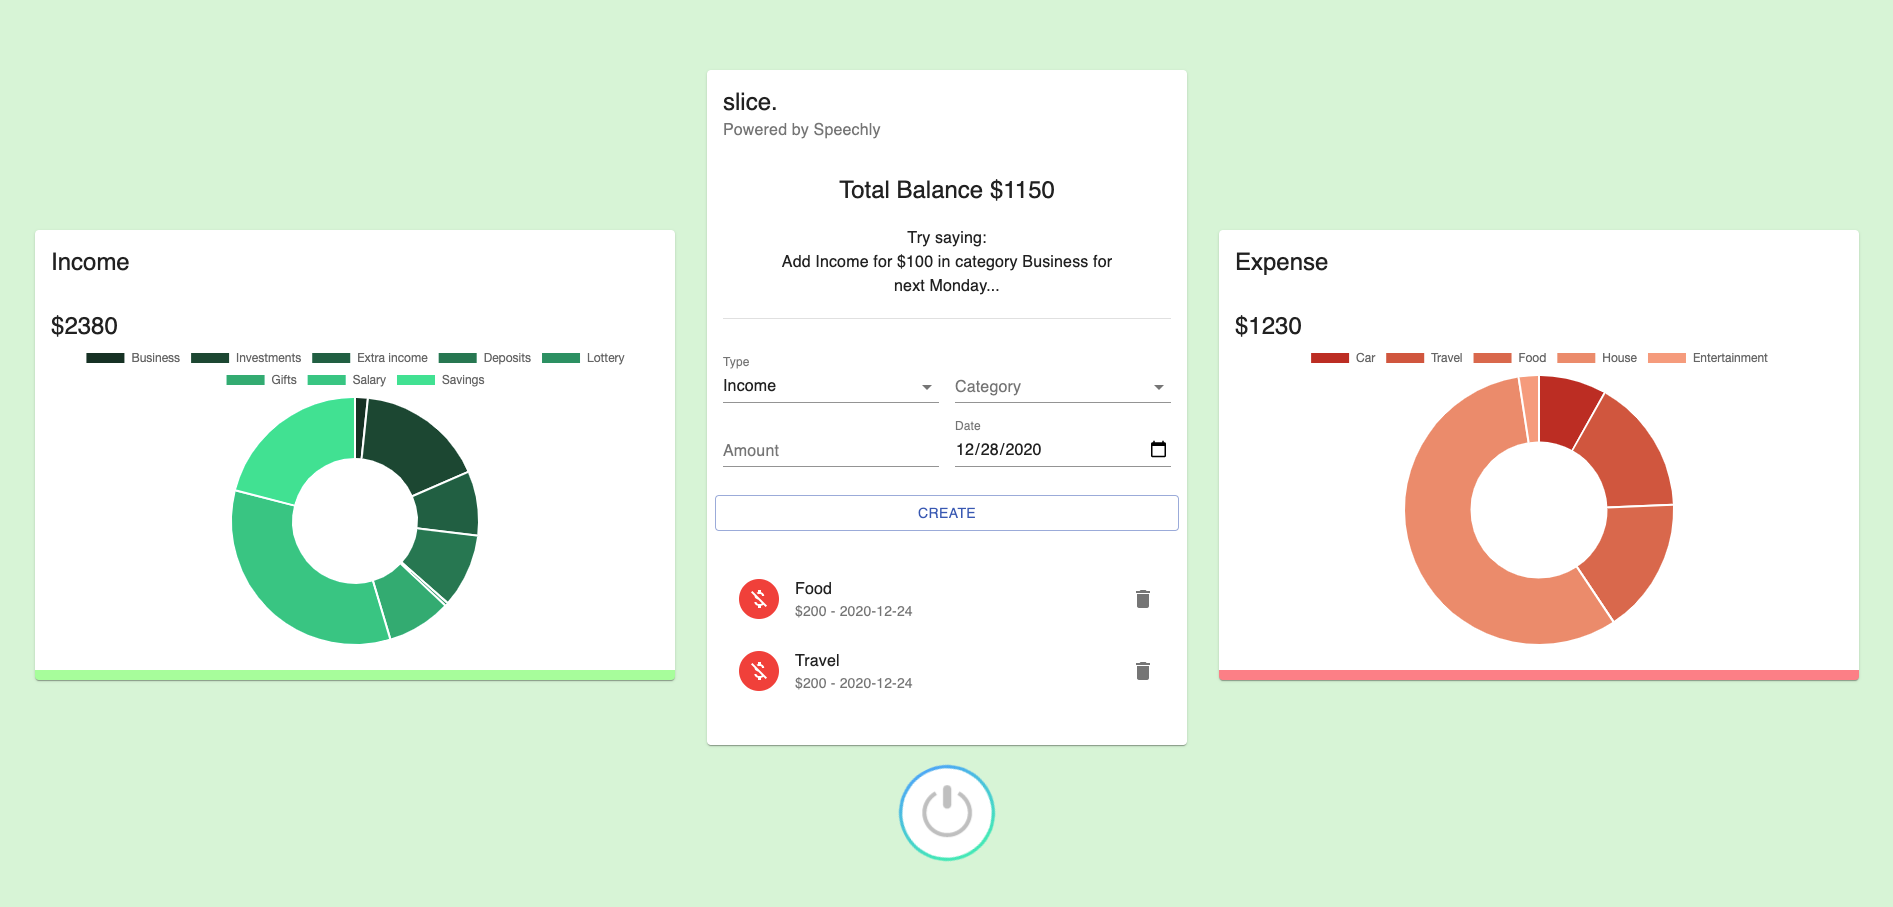 Income
$2380
Business Investments Extra income Deposits Lottery
Gifts Salary Savings
slice.
Powered by Speechly
Total Balance $1150
Try saying:
Add Income for $100 in category Business for
next Monday...
Type
Income
Category
Amount
Date
12/28/2020
CREATE
Food
$200 - 2020-12-24
Travel
$200 - 2020-12-24
Expense
$1230
Car Travel Food House Entertainment